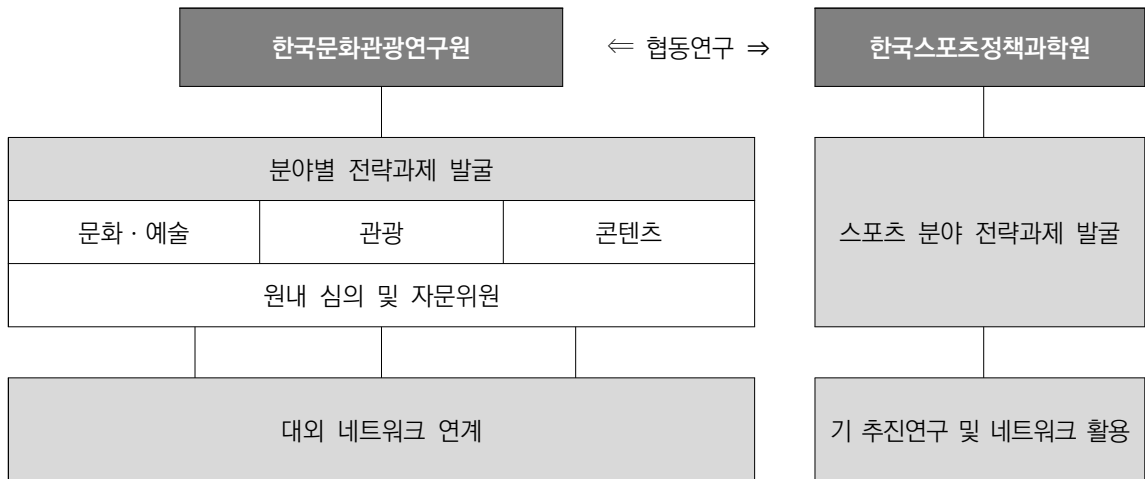 한국문화관광연구원 ⇐ 협동연구 ⇒ 한국스포츠정책과학원
분야별 전략과제 발굴
문화·예술 관광 콘텐츠
스포츠 분야 전략과제 발굴
원내 심의 및 자문위원
대외 네트워크 연계
기 추진연구 및 네트워크 활용